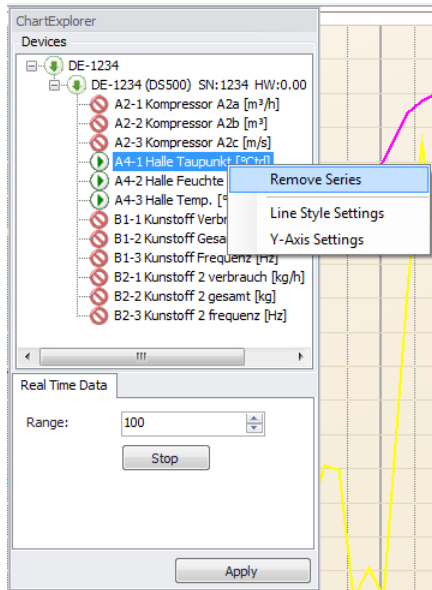 ChartExplorer
Devices
DE-1234
DE-1234 (DS500) SN:1234 HW:0.00
A2-1 Kompressor A2a [m³/h]
A2-2 Kompressor A2b [m³]
A2-3 Kompressor A2c [m/s]
A4-1 Halle Taupunkt [°Ctd]
A4-2 Halle Feuchte
Remove Series
A4-3 Halle Temp. [°
B1-1 Kunstoff Verbr
Line Style Settings
B1-2 Kunstoff Gesa
Y-Axis Settings
B1-3 Kunstoff Frequenz [Hz]
B2-1 Kunstoff 2 verbrauch [kg/h]
B2-2 Kunstoff 2 gesamt [kg]
B2-3 Kunstoff 2 frequenz [Hz]
Real Time Data
Range: 100
Stop
Apply